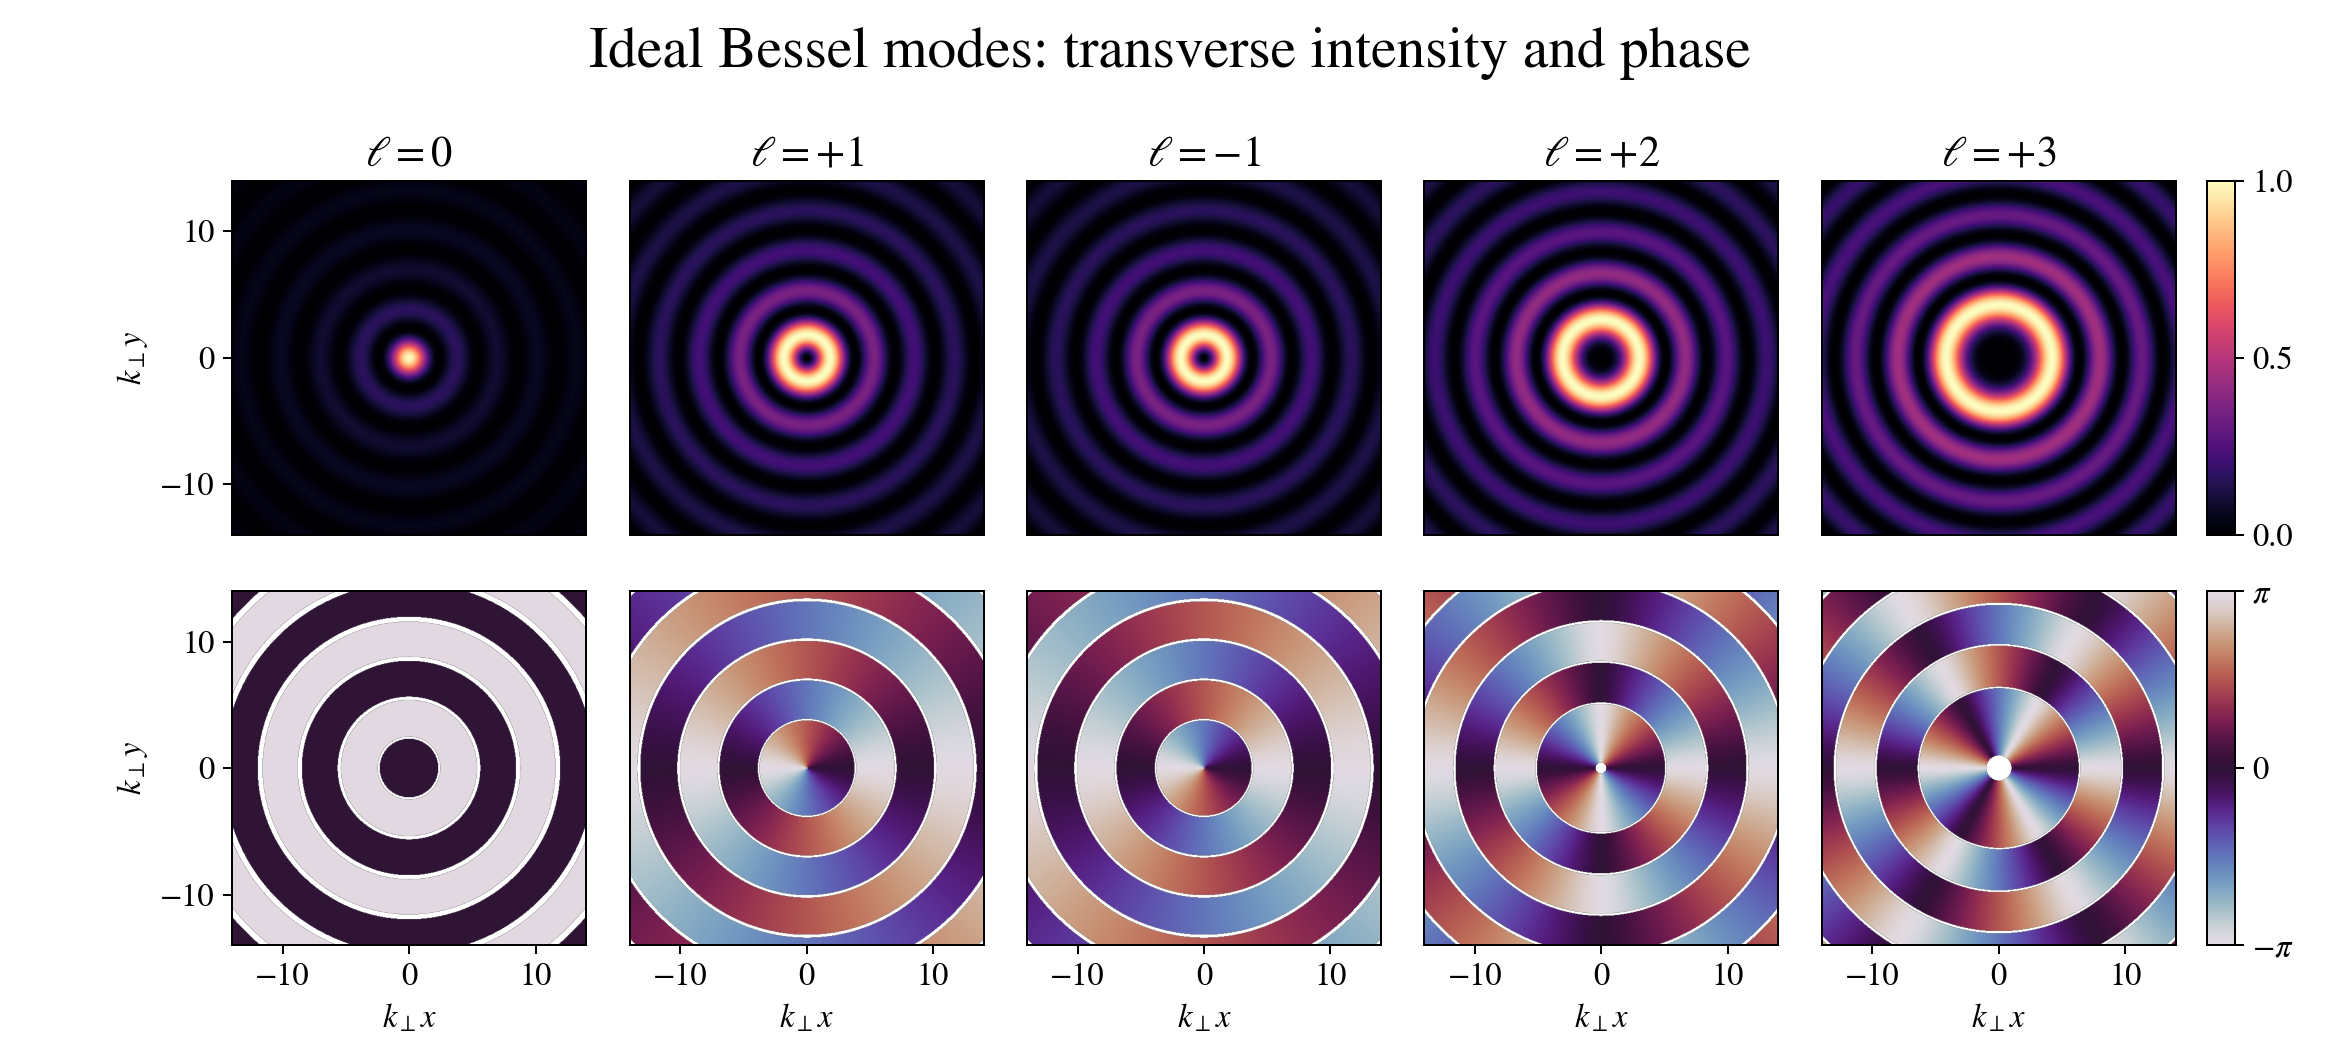 Ideal Bessel modes: transverse intensity and phase
ℓ = 0
ℓ = +1
ℓ = −1
ℓ = +2
ℓ = +3
k⊥y
10
0
−10
1.0
0.5
0.0
k⊥y
10
0
−10
π
0
−π
−10 0 10
−10 0 10
−10 0 10
−10 0 10
−10 0 10
k⊥x
k⊥x
k⊥x
k⊥x
k⊥x